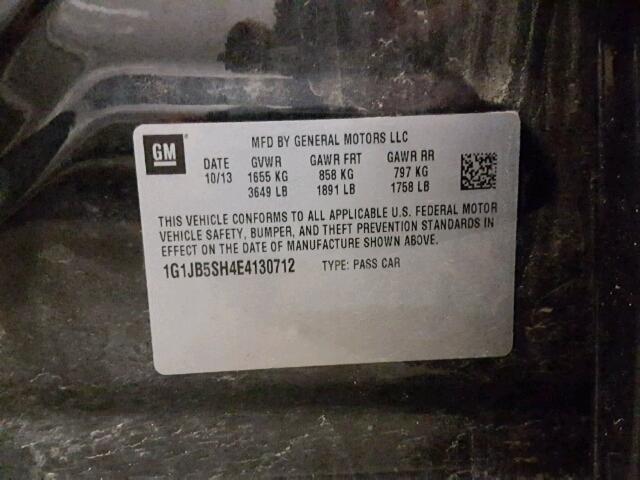 GM
MFD BY GENERAL MOTORS LLC
DATE GVWR GAWR FRT GAWR RR
10/13 1655 KG 858 KG 797 KG
3649 LB 1891 LB 1758 LB
THIS VEHICLE CONFORMS TO ALL APPLICABLE U.S. FEDERAL MOTOR
VEHICLE SAFETY, BUMPER, AND THEFT PREVENTION STANDARDS IN
EFFECT ON THE DATE OF MANUFACTURE SHOWN ABOVE.
1G1JB5SH4E4130712 TYPE: PASS CAR